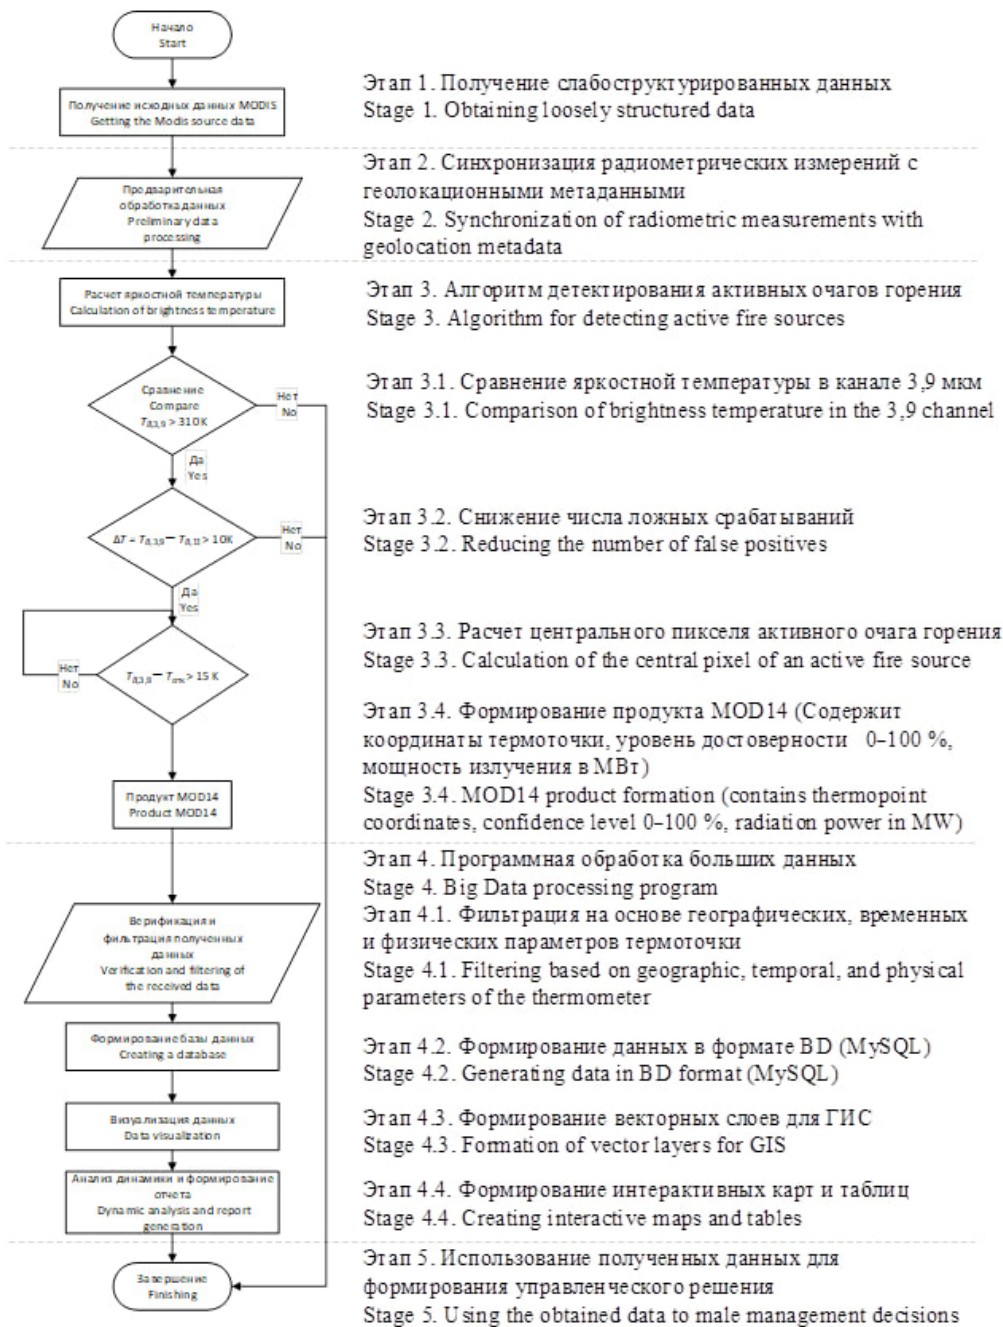 Начало
Start
Получение исходных данных MODIS
Getting the Modis source data
Этап 1. Получение слабоструктурированных данных
Stage 1. Obtaining loosely structured data
Предварительная
обработка данных
Preliminary data
processing
Этап 2. Синхронизация радиометрических измерений с
геолокационными метаданными
Stage 2. Synchronization of radiometric measurements with
geolocation metadata
Расчет яркостной температуры
Calculation of brightness temperature
Этап 3. Алгоритм детектирования активных очагов горения
Stage 3. Algorithm for detecting active fire sources
Сравнение
Compare
Tя3,9 > 310K
Нет
No
Да
Yes
Этап 3.1. Сравнение яркостной температуры в канале 3,9 мкм
Stage 3.1. Comparison of brightness temperature in the 3,9 channel
ΔT = Tя,3,9 – Tя,11 > 10K
Нет
No
Да
Yes
Этап 3.2. Снижение числа ложных срабатываний
Stage 3.2. Reducing the number of false positives
> 15 K
Нет
No
Этап 3.3. Расчет центрального пикселя активного очага горения
Stage 3.3. Calculation of the central pixel of an active fire source
Продукт MOD14
Product MOD14
Этап 3.4. Формирование продукта MOD14 (Содержит
координаты термоточки, уровень достоверности 0–100 %,
мощность излучения в МВт)
Stage 3.4. MOD14 product formation (contains thermopoint
coordinates, confidence level 0–100 %, radiation power in MW)
Этап 4. Программная обработка больших данных
Stage 4. Big Data processing program
Верификация и
фильтрация полученных
данных
Verification and filtering of
the received data
Этап 4.1. Фильтрация на основе географических, временных
и физических параметров термоточки
Stage 4.1. Filtering based on geographic, temporal, and physical
parameters of the thermometer
Формирование базы данных
Creating a database
Этап 4.2. Формирование данных в формате BD (MySQL)
Stage 4.2. Generating data in BD format (MySQL)
Визуализация данных
Data visualization
Этап 4.3. Формирование векторных слоев для ГИС
Stage 4.3. Formation of vector layers for GIS
Анализ динамики и формирование
отчета
Dynamic analysis and report
generation
Этап 4.4. Формирование интерактивных карт и таблиц
Stage 4.4. Creating interactive maps and tables
Завершение
Finishing
Этап 5. Использование полученных данных для
формирования управленческого решения
Stage 5. Using the obtained data to male management decisions